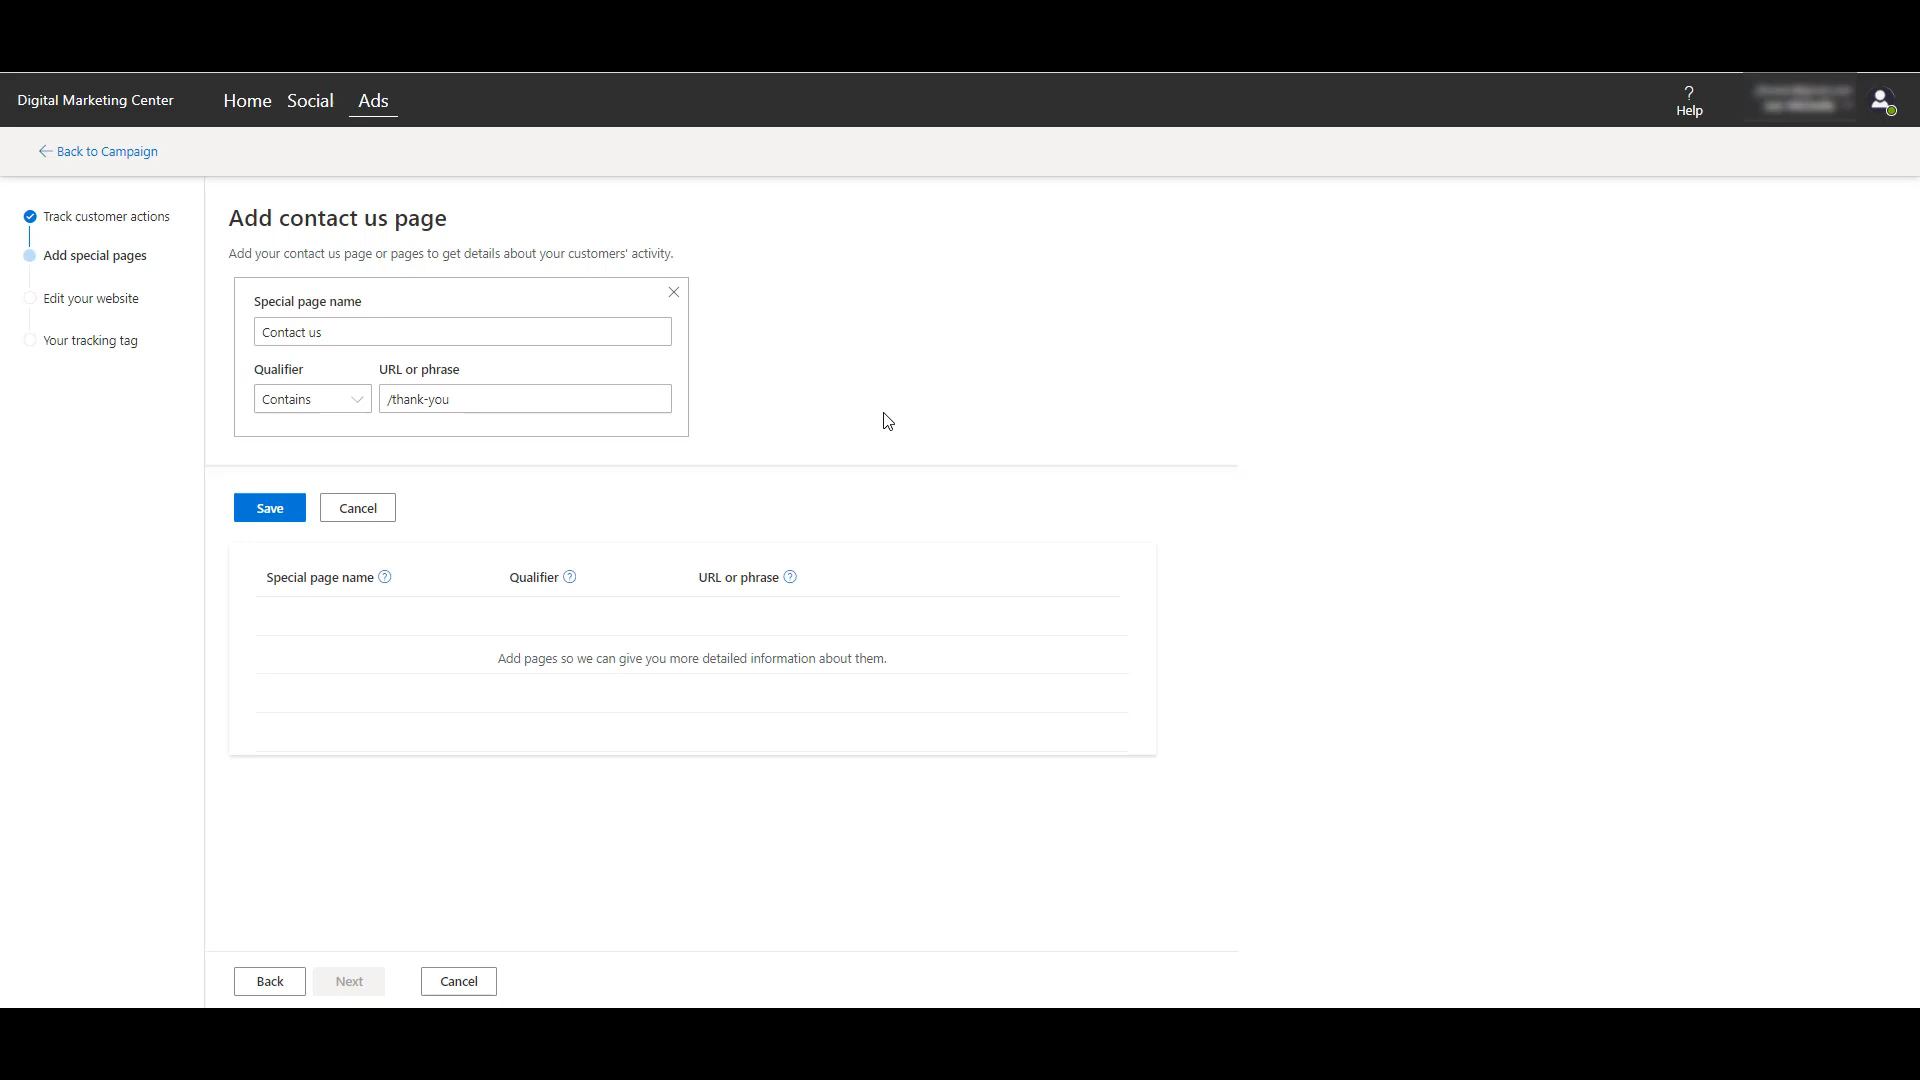 Digital Marketing Center
Home Social Ads
?
Help
Back to Campaign
Track customer actions
Add special pages
Edit your website
Your tracking tag
Add contact us page
Add your contact us page or pages to get details about your customers' activity.
Special page name
Contact us
Qualifier URL or phrase
Contains /thank-you
Save Cancel
Special page name ? Qualifier ? URL or phrase ?
Add pages so we can give you more detailed information about them.
Back Next Cancel